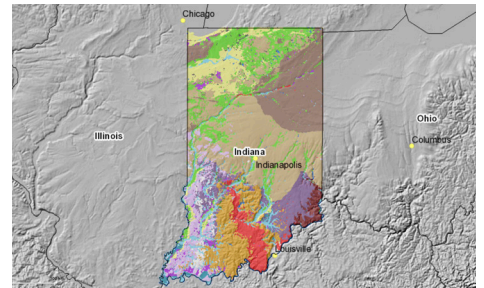 Chicago
Ohio
Columbus
Illinois
Indiana
Indianapolis
Louisville